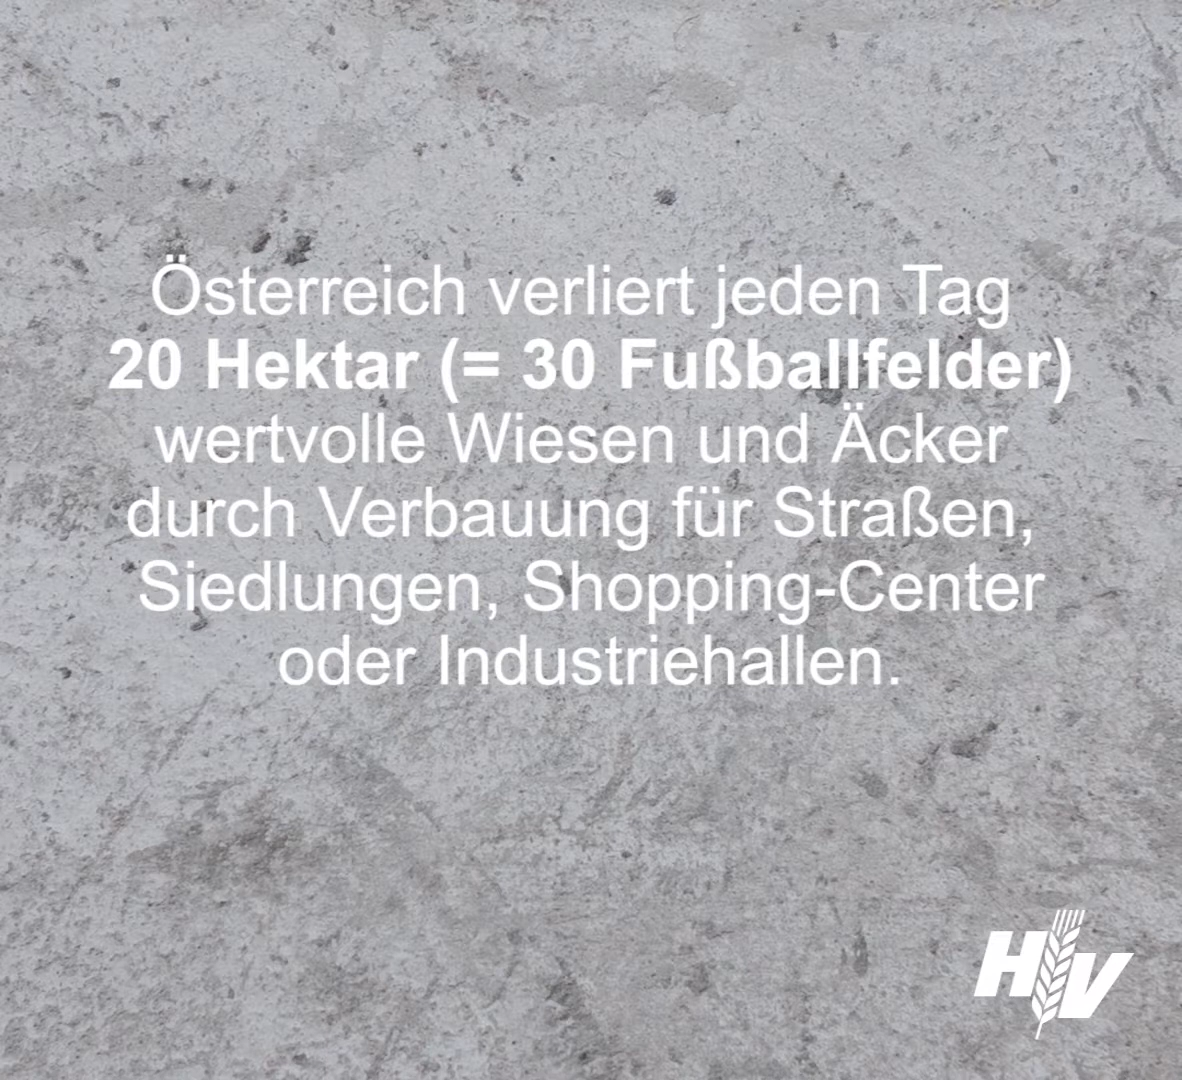 Österreich verliert jeden Tag
20 Hektar (= 30 Fußballfelder)
wertvolle Wiesen und Äcker
durch Verbauung für Straßen,
Siedlungen, Shopping-Center
oder Industriehallen.
HV